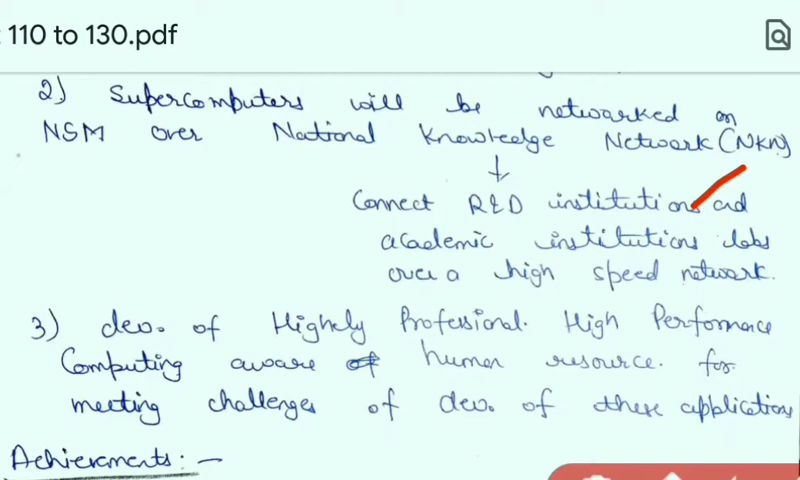 110 to 130.pdf
2) Supercomputers will be networked on
NSM over National Knowledge Network (NKN)
Connect R&D institutions and
academic institutions labs
over a high speed network.
3) dev. of Highely Professional High Performance
Computing aware of human resource. for
meeting challenges of dev. of these applications
Achievements: –